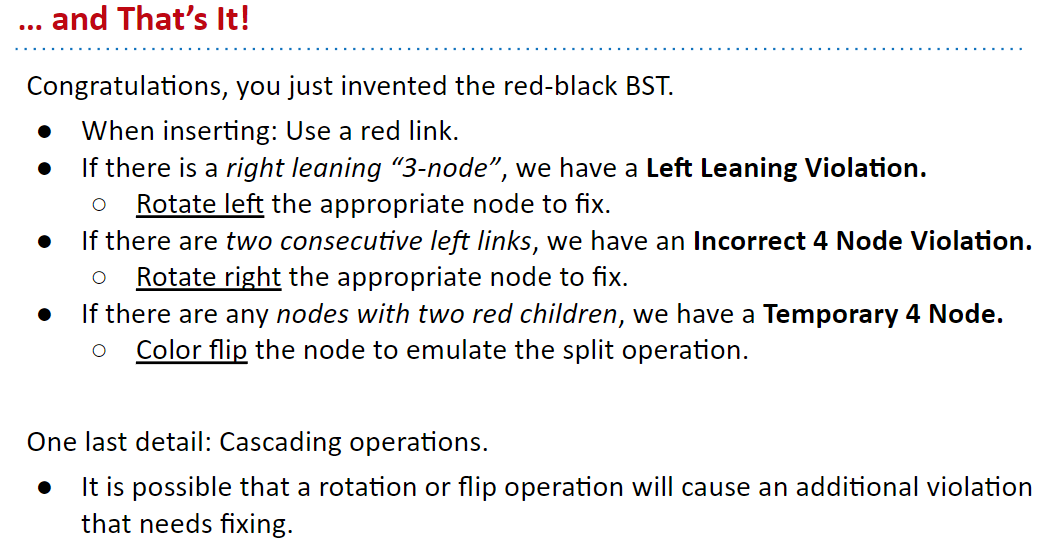 ... and That's It!
Congratulations, you just invented the red-black BST.
● When inserting: Use a red link.
● If there is a right leaning “3-node”, we have a Left Leaning Violation.
○ Rotate left the appropriate node to fix.
● If there are two consecutive left links, we have an Incorrect 4 Node Violation.
○ Rotate right the appropriate node to fix.
● If there are any nodes with two red children, we have a Temporary 4 Node.
○ Color flip the node to emulate the split operation.
One last detail: Cascading operations.
● It is possible that a rotation or flip operation will cause an additional violation
that needs fixing.